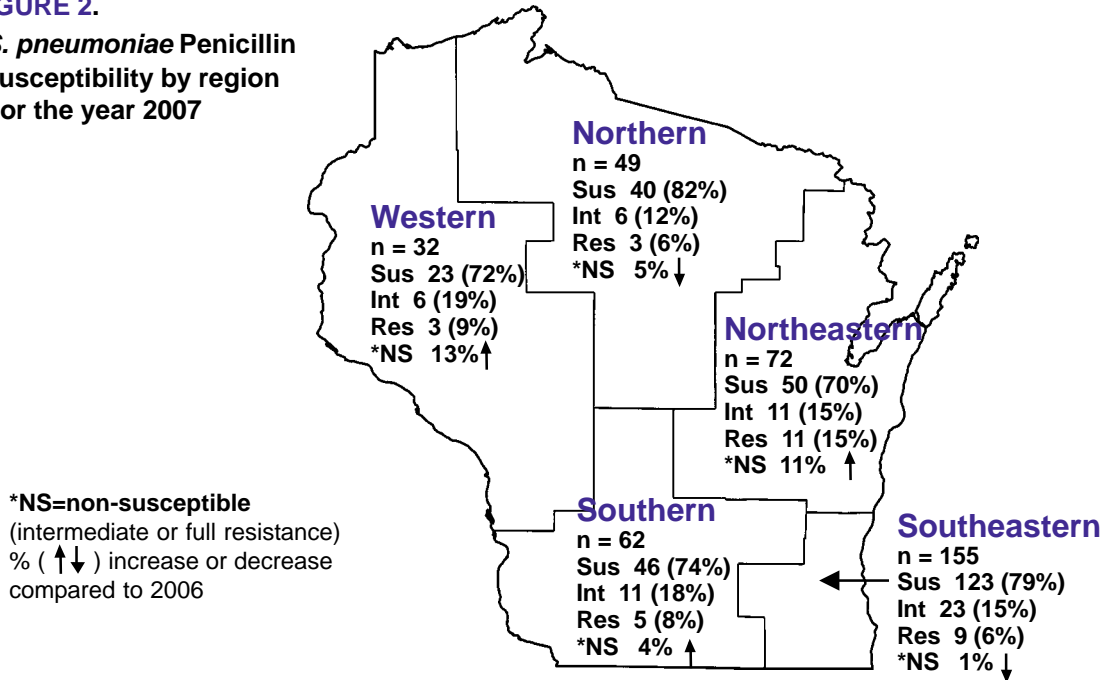 GURE 2.
S. pneumoniae Penicillin
usceptibility by region
or the year 2007
Northern
n = 49
Sus 40 (82%)
Int 6 (12%)
Res 3 (6%)
*NS 5% ↓
Western
n = 32
Sus 23 (72%)
Int 6 (19%)
Res 3 (9%)
*NS 13% ↑
Northeastern
n = 72
Sus 50 (70%)
Int 11 (15%)
Res 11 (15%)
*NS 11% ↑
Southern
n = 62
Sus 46 (74%)
Int 11 (18%)
Res 5 (8%)
*NS 4% ↑
Southeastern
n = 155
Sus 123 (79%)
Int 23 (15%)
Res 9 (6%)
*NS 1% ↓
*NS=non-susceptible
(intermediate or full resistance)
% ( ↑↓ ) increase or decrease
compared to 2006